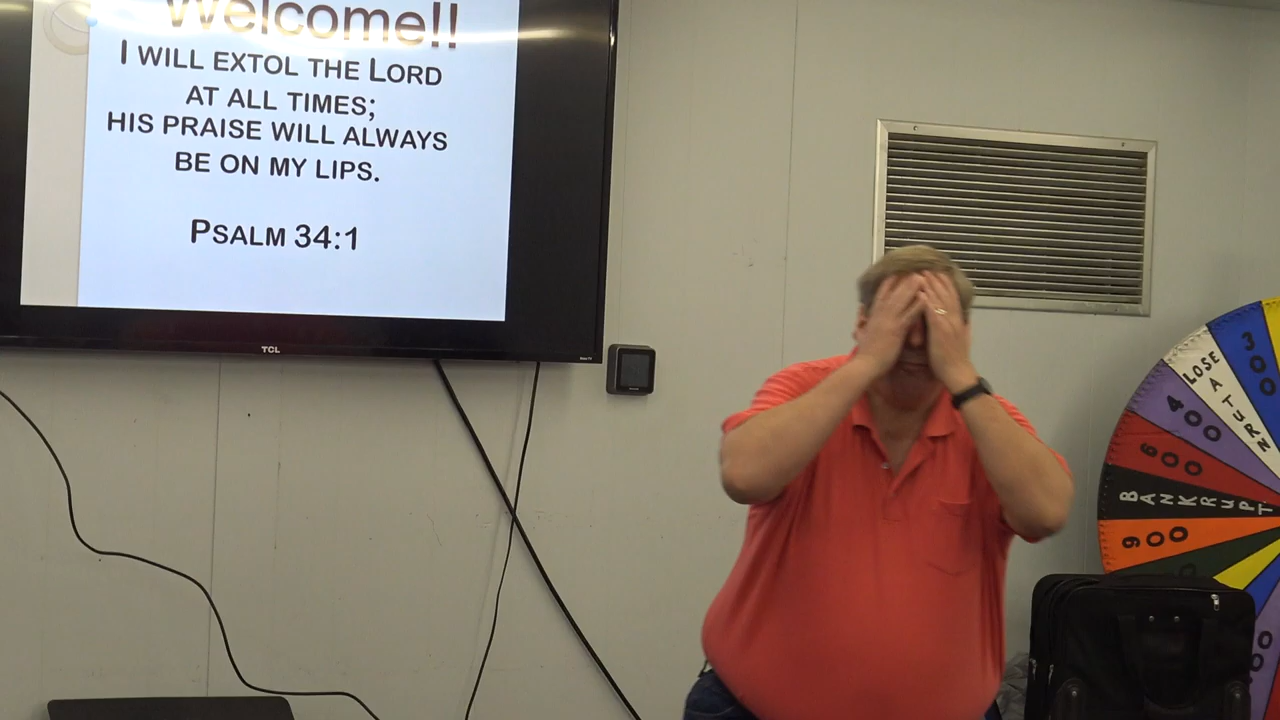 Welcome!!
I WILL EXTOL THE LORD
AT ALL TIMES;
HIS PRAISE WILL ALWAYS
BE ON MY LIPS.
PSALM 34:1
TCL
300
LOSE A TURN
400
600
BANKRUPT
900